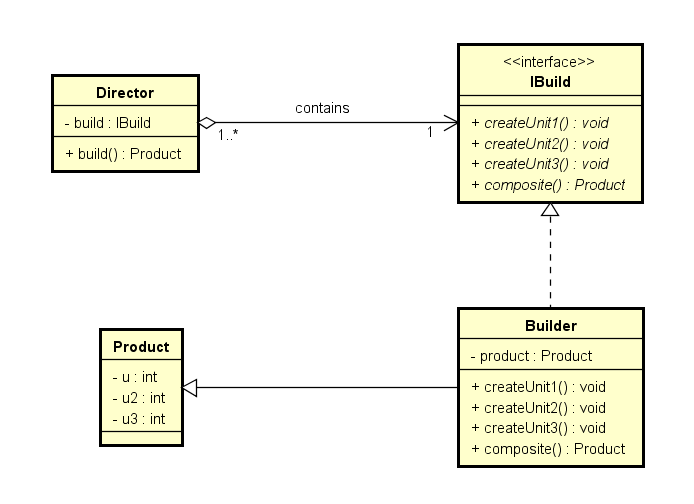 <<interface>>
IBuild
+ createUnit1() : void
+ createUnit2() : void
+ createUnit3() : void
+ composite() : Product
Director
- build : IBuild
+ build() : Product
contains
1..*
1
Product
- u : int
- u2 : int
- u3 : int
Builder
- product : Product
+ createUnit1() : void
+ createUnit2() : void
+ createUnit3() : void
+ composite() : Product